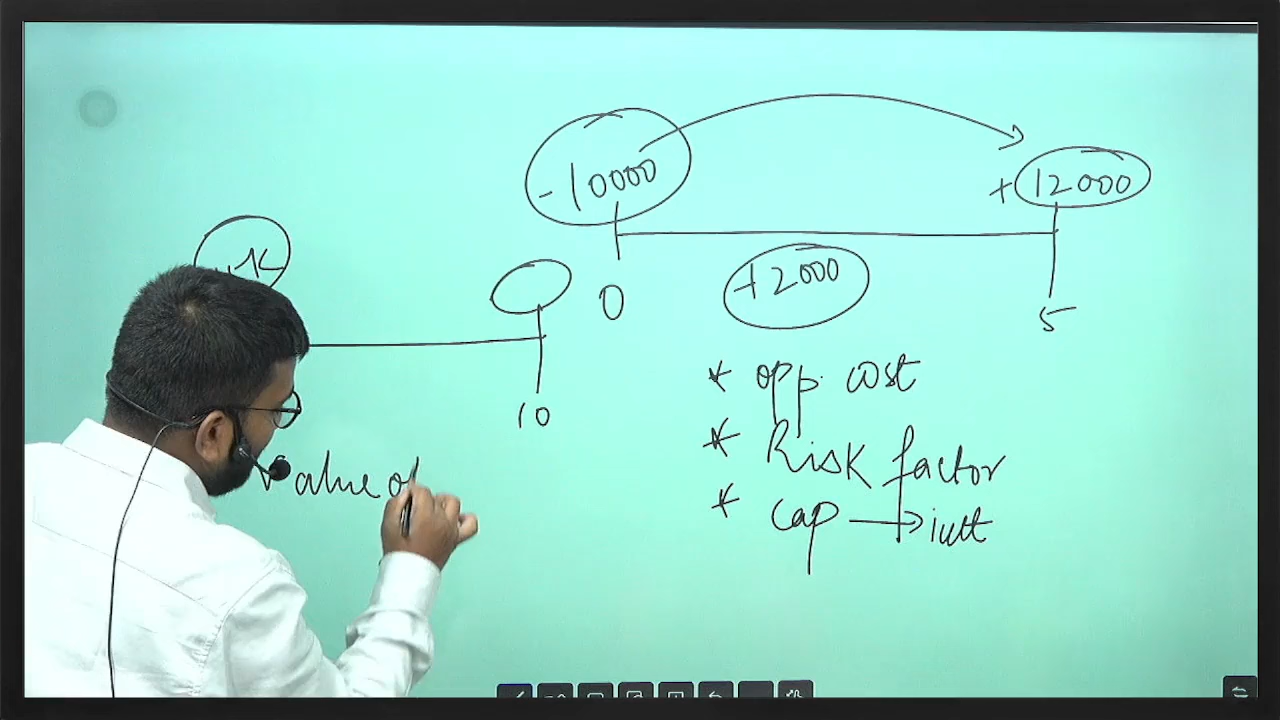 -10000
+ 12000
+2000
0
5
10
* opp. cost
* Risk factor
* cap → intt
Value of